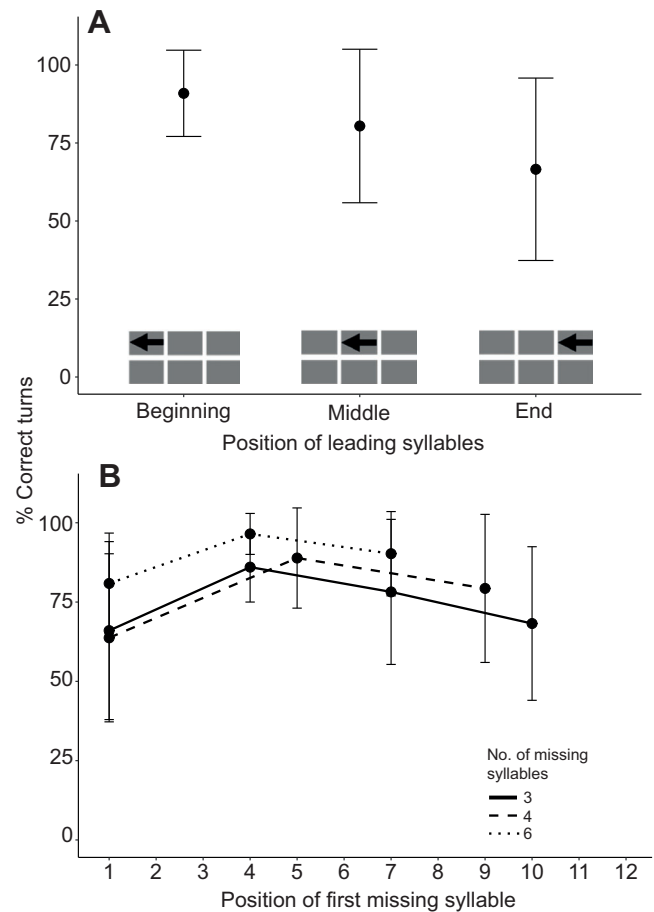 A
% Correct turns
100
75
50
25
0
Beginning Middle End
Position of leading syllables
B
100
75
50
25
0
No. of missing
syllables
3
4
6
1 2 3 4 5 6 7 8 9 10 11 12
Position of first missing syllable